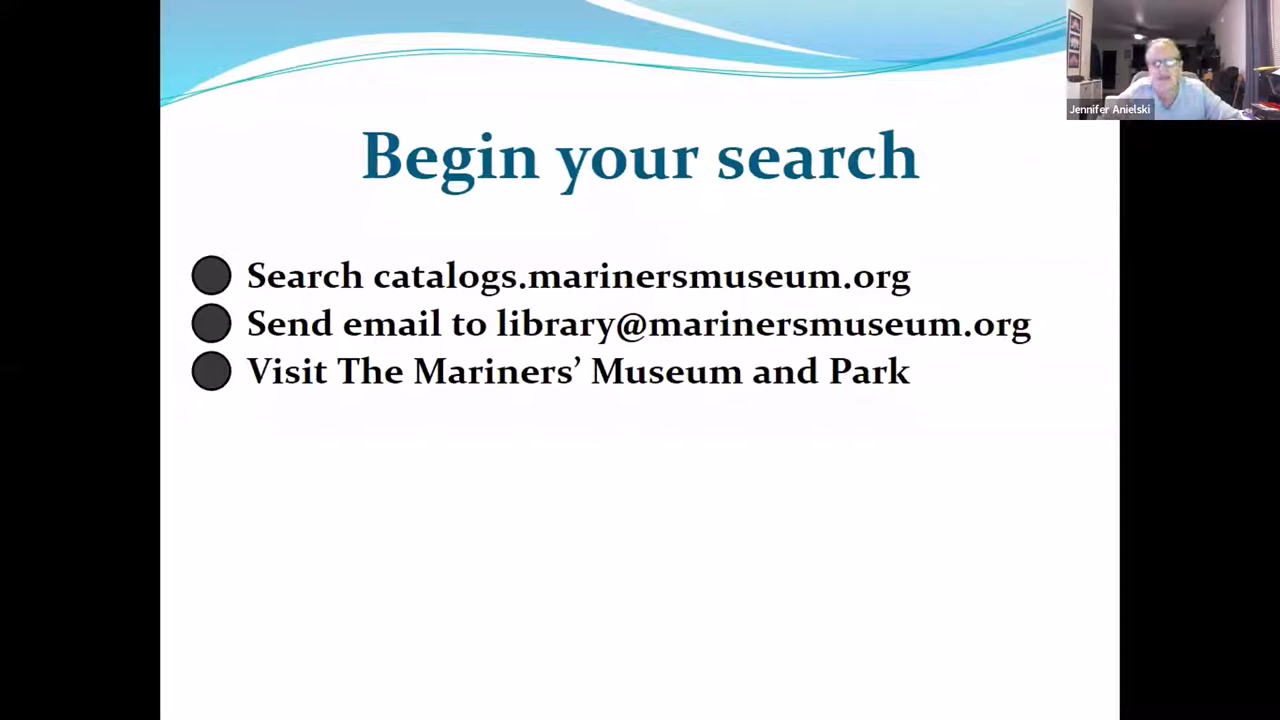 Begin your search
Search catalogs.marinersmuseum.org
Send email to library@marinersmuseum.org
Visit The Mariners’ Museum and Park
Jennifer Anielski